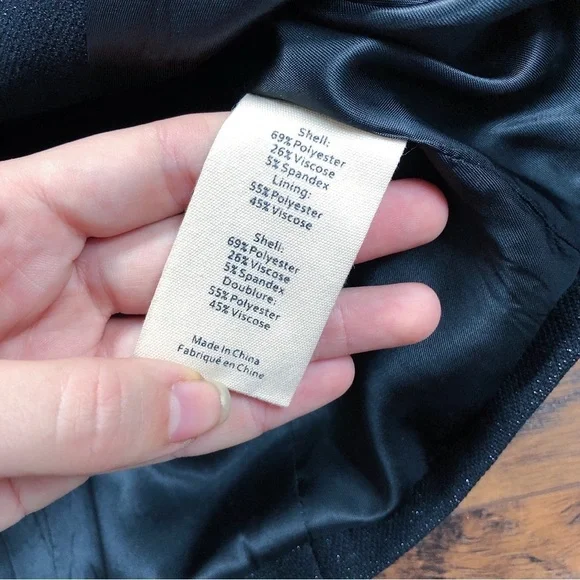 Shell:
69% Polyester
26% Viscose
5% Spandex
Lining:
55% Polyester
45% Viscose
Shell:
69% Polyester
26% Viscose
5% Spandex
Doublure:
55% Polyester
45% Viscose
Made In China
Fabriqué en Chine